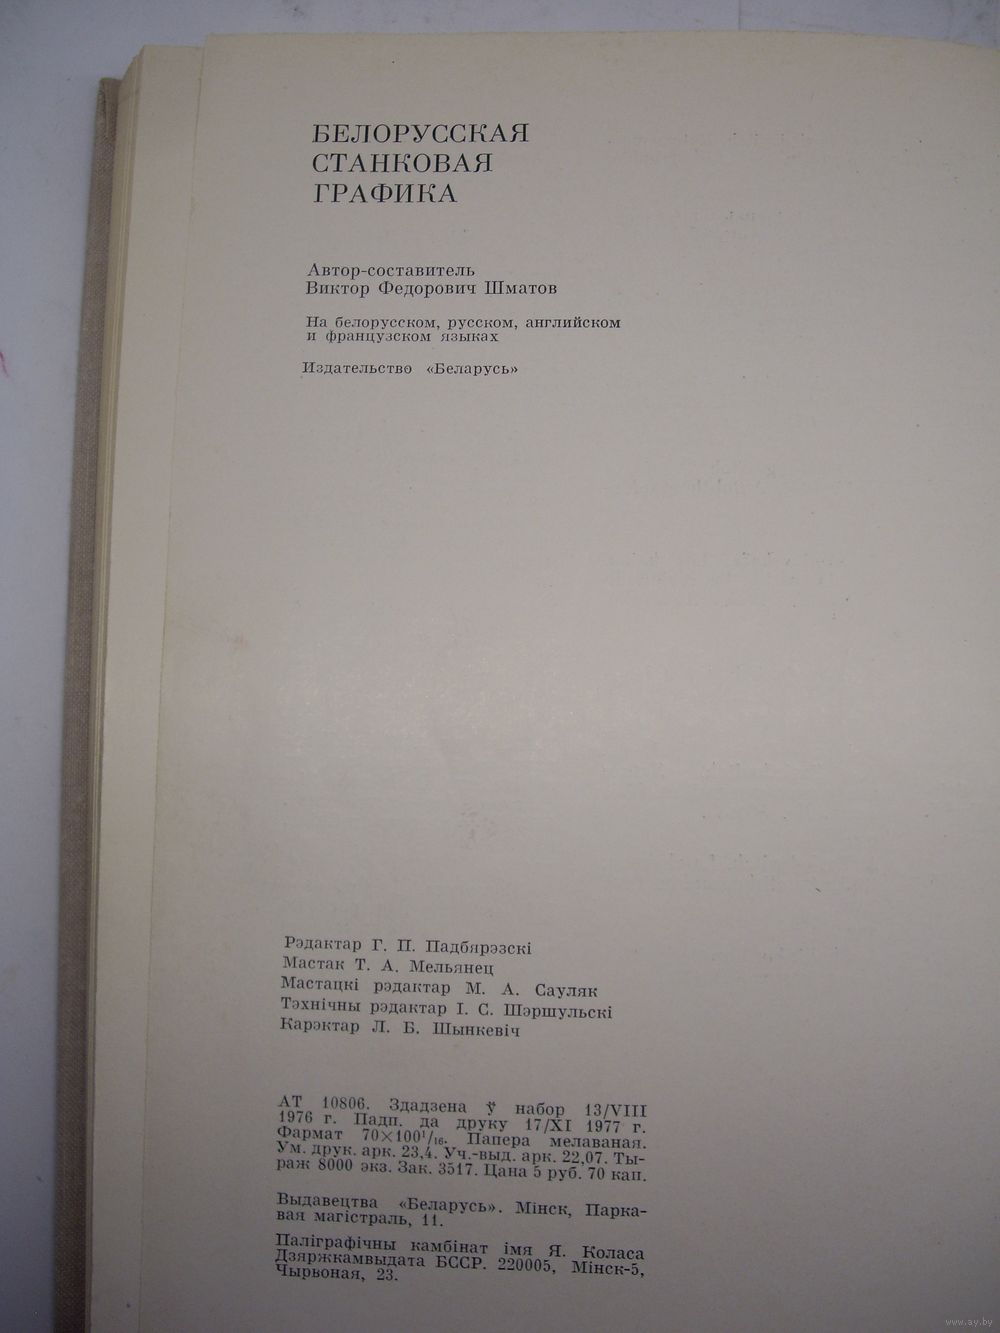 БЕЛОРУССКАЯ
СТАНКОВАЯ
ГРАФИКА
Автор-составитель
Виктор Федорович Шматов
На белорусском, русском, английском
и французском языках
Издательство «Беларусь»
Рэдактар Г. П. Падбярэзскі
Мастак Т. А. Мельянец
Мастацкі рэдактар М. А. Сауляк
Тэхнічны рэдактар І. С. Шэршульскі
Карэктар Л. Б. Шынкевіч
АТ 10806. Здадзена ў набор 13/VIII
1976 г. Падп. да друку 17/XI 1977 г.
Фармат 70×100¹/₁₆. Папера мелаваная.
Ум. друк. арк. 23,4. Уч.-выд. арк. 22,07. Ты-
раж 8000 экз. Зак. 3517. Цана 5 руб. 70 кап.
Выдавецтва «Беларусь». Мінск, Парка-
вая магістраль, 11.
Паліграфічны камбінат імя Я. Коласа
Дзяржкамвыдата БССР. 220005, Мінск-5,
Чырвоная, 23.
www.ay.by